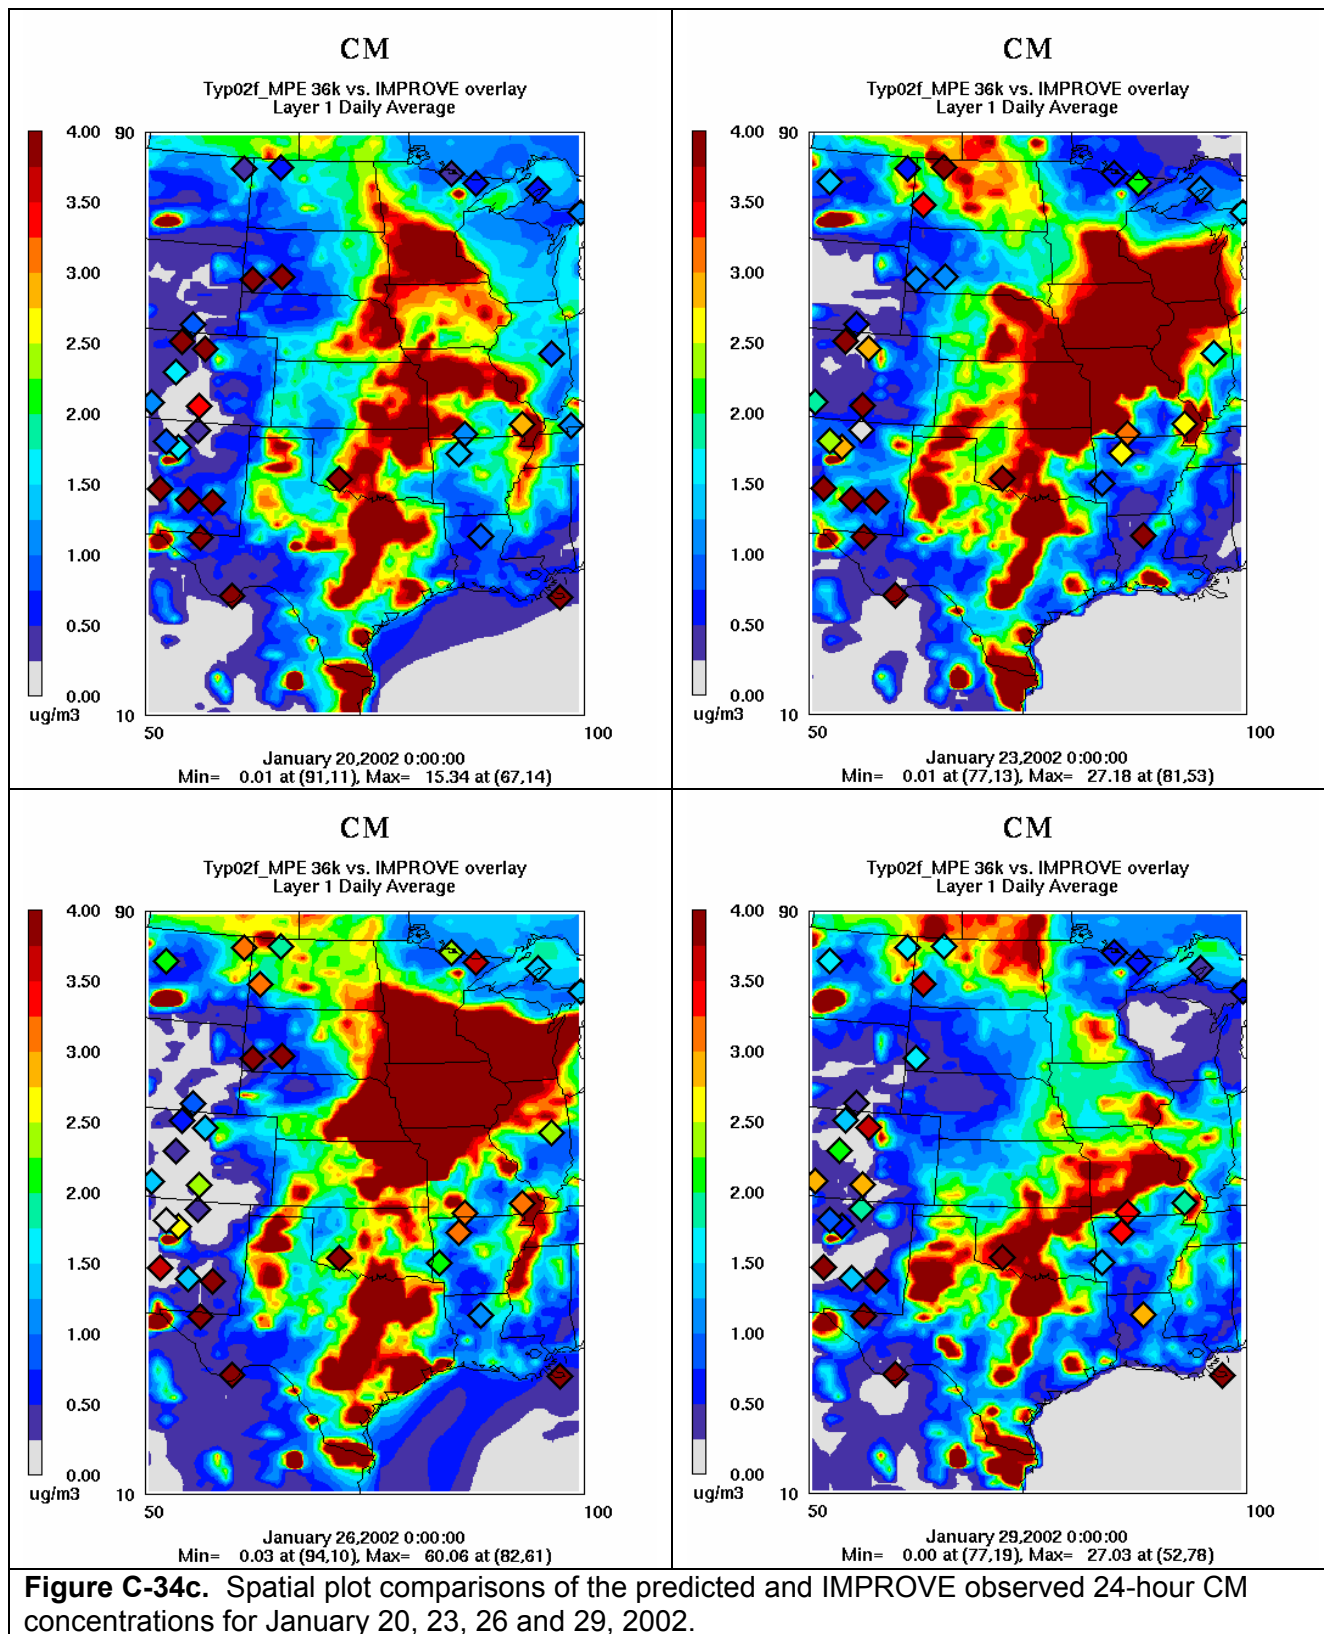 CM
Typ02f_MPE 36k vs. IMPROVE overlay
Layer 1 Daily Average
4.00
3.50
3.00
2.50
2.00
1.50
1.00
0.50
0.00
ug/m3
90
10
50
100
January 20,2002 0:00:00
Min= 0.01 at (91,11), Max= 15.34 at (67,14)
CM
Typ02f_MPE 36k vs. IMPROVE overlay
Layer 1 Daily Average
4.00
3.50
3.00
2.50
2.00
1.50
1.00
0.50
0.00
ug/m3
90
10
50
100
January 23,2002 0:00:00
Min= 0.01 at (77,13), Max= 27.18 at (81,53)
CM
Typ02f_MPE 36k vs. IMPROVE overlay
Layer 1 Daily Average
4.00
3.50
3.00
2.50
2.00
1.50
1.00
0.50
0.00
ug/m3
90
10
50
100
January 26,2002 0:00:00
Min= 0.03 at (94,10), Max= 60.06 at (82,61)
CM
Typ02f_MPE 36k vs. IMPROVE overlay
Layer 1 Daily Average
4.00
3.50
3.00
2.50
2.00
1.50
1.00
0.50
0.00
ug/m3
90
10
50
100
January 29,2002 0:00:00
Min= 0.00 at (77,19), Max= 27.03 at (52,78)
Figure C-34c. Spatial plot comparisons of the predicted and IMPROVE observed 24-hour CM
concentrations for January 20, 23, 26 and 29, 2002.